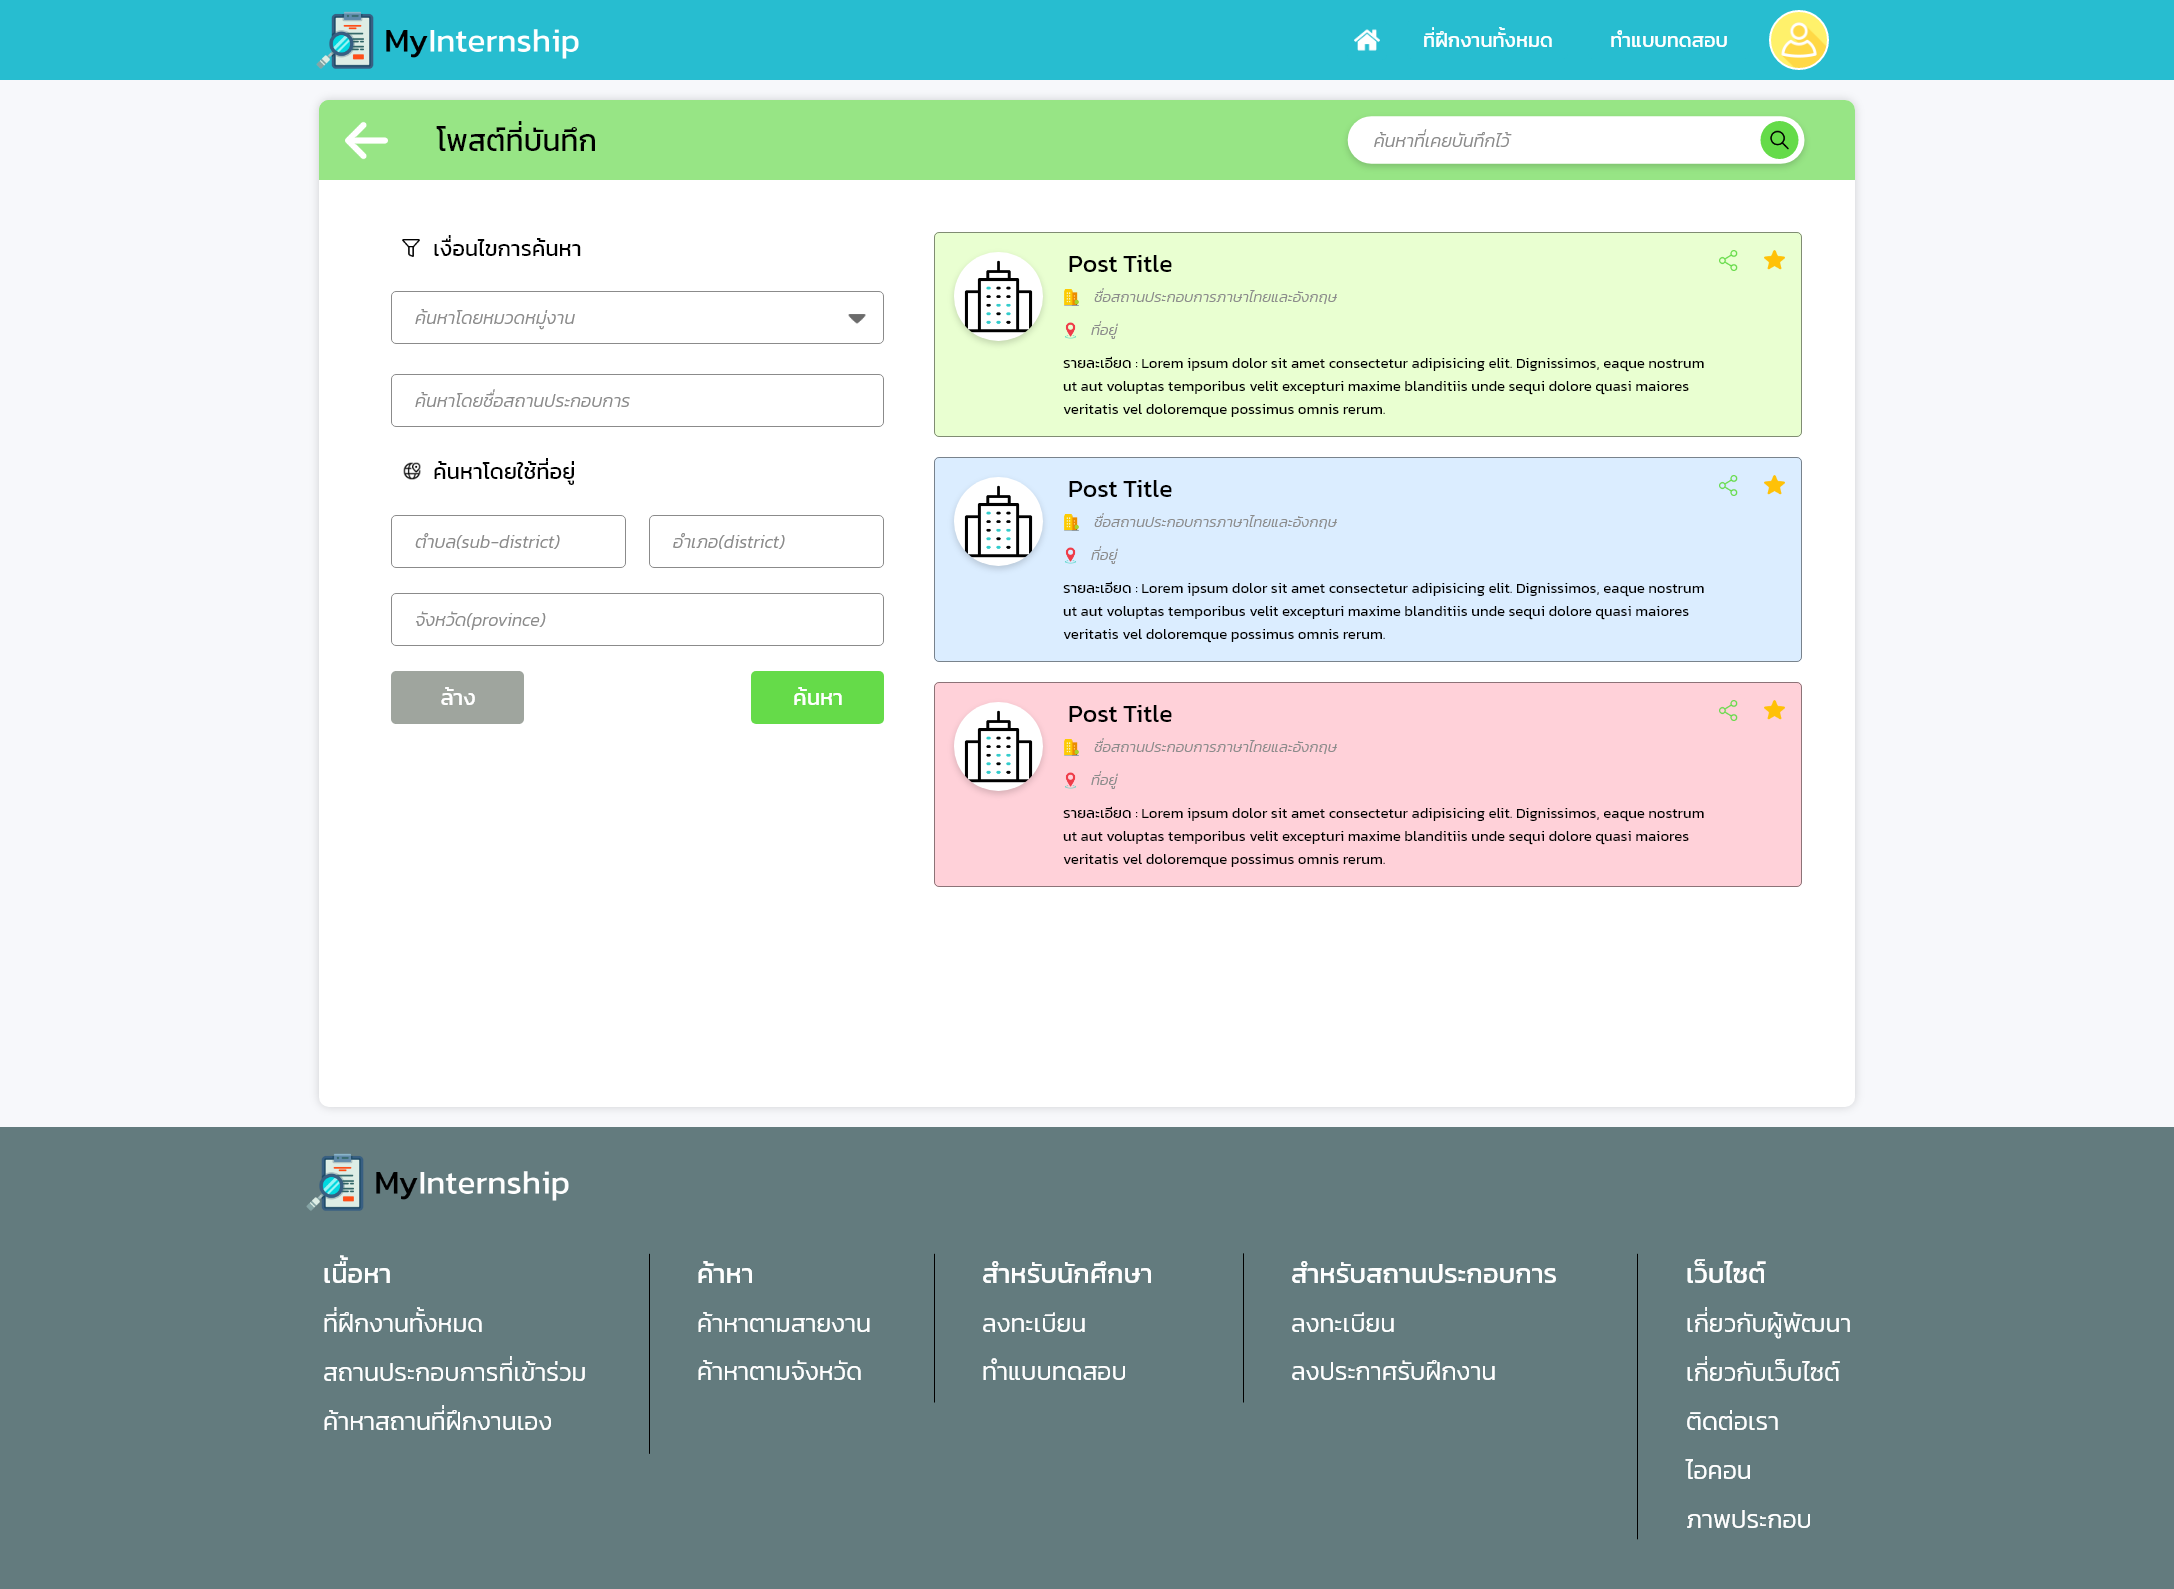 MyInternship
ที่ฝึกงานทั้งหมด
ทำแบบทดสอบ
โพสต์ที่บันทึก
ค้นหาที่เคยบันทึกไว้
เงื่อนไขการค้นหา
ค้นหาโดยหมวดหมู่งาน
ค้นหาโดยชื่อสถานประกอบการ
ค้นหาโดยใช้ที่อยู่
ตำบล(sub-district)
อำเภอ(district)
จังหวัด(province)
ล้าง
ค้นหา
Post Title
ชื่อสถานประกอบการภาษาไทยและอังกฤษ
ที่อยู่
รายละเอียด : Lorem ipsum dolor sit amet consectetur adipisicing elit. Dignissimos, eaque nostrum
ut aut voluptas temporibus velit excepturi maxime blanditiis unde sequi dolore quasi maiores
veritatis vel doloremque possimus omnis rerum.
Post Title
ชื่อสถานประกอบการภาษาไทยและอังกฤษ
ที่อยู่
รายละเอียด : Lorem ipsum dolor sit amet consectetur adipisicing elit. Dignissimos, eaque nostrum
ut aut voluptas temporibus velit excepturi maxime blanditiis unde sequi dolore quasi maiores
veritatis vel doloremque possimus omnis rerum.
Post Title
ชื่อสถานประกอบการภาษาไทยและอังกฤษ
ที่อยู่
รายละเอียด : Lorem ipsum dolor sit amet consectetur adipisicing elit. Dignissimos, eaque nostrum
ut aut voluptas temporibus velit excepturi maxime blanditiis unde sequi dolore quasi maiores
veritatis vel doloremque possimus omnis rerum.
MyInternship
เนื้อหา
ที่ฝึกงานทั้งหมด
สถานประกอบการที่เข้าร่วม
ค้าหาสถานที่ฝึกงานเอง
ค้าหา
ค้าหาตามสายงาน
ค้าหาตามจังหวัด
สำหรับนักศึกษา
ลงทะเบียน
ทำแบบทดสอบ
สำหรับสถานประกอบการ
ลงทะเบียน
ลงประกาศรับฝึกงาน
เว็บไซต์
เกี่ยวกับผู้พัฒนา
เกี่ยวกับเว็บไซต์
ติดต่อเรา
ไอคอน
ภาพประกอบ